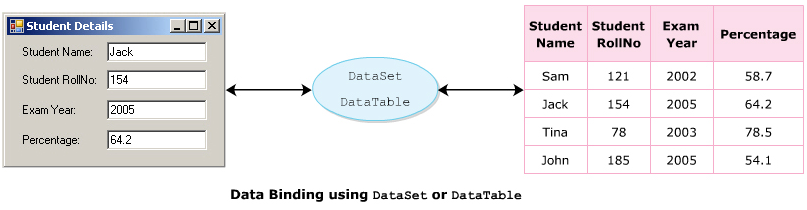 Student Details
Student Name: Jack
Student RollNo: 154
Exam Year: 2005
Percentage: 64.2
DataSet
DataTable
Student Name Student RollNo Exam Year Percentage
Sam 121 2002 58.7
Jack 154 2005 64.2
Tina 78 2003 78.5
John 185 2005 54.1
Data Binding using DataSet or DataTable